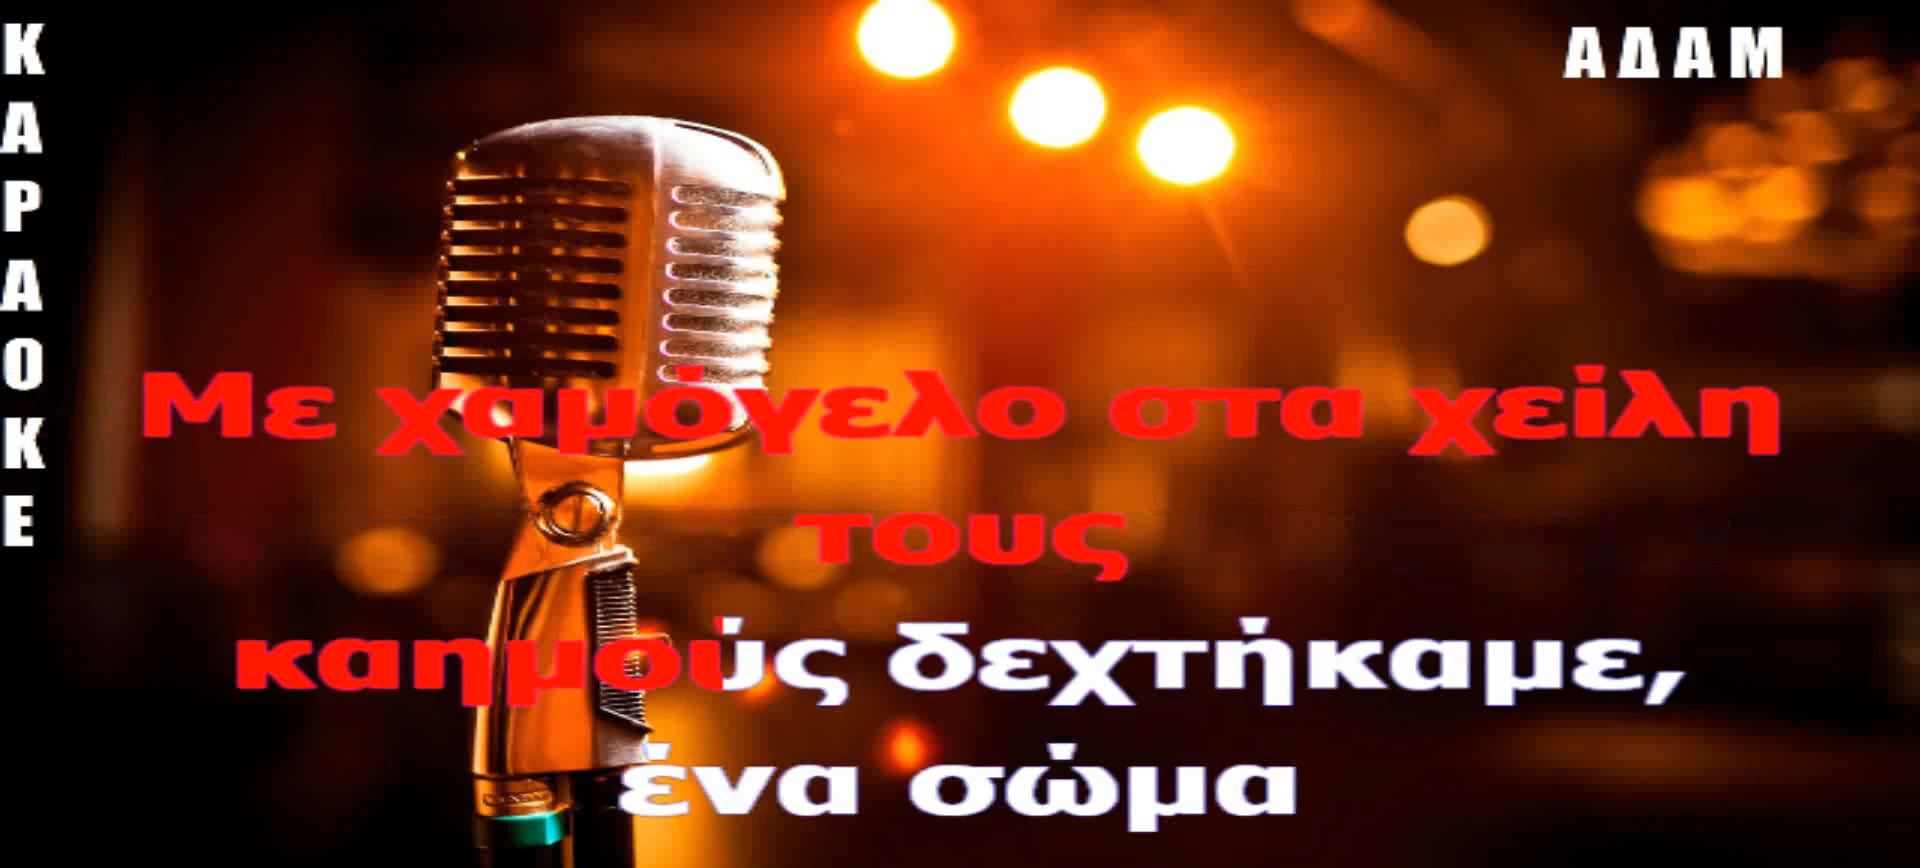 ΚΑΡΑΟΚΕ
ΑΔΑΜ
Με χαμόγελο στα χείλη
τους
καημούς δεχτήκαμε,
ένα σώμα